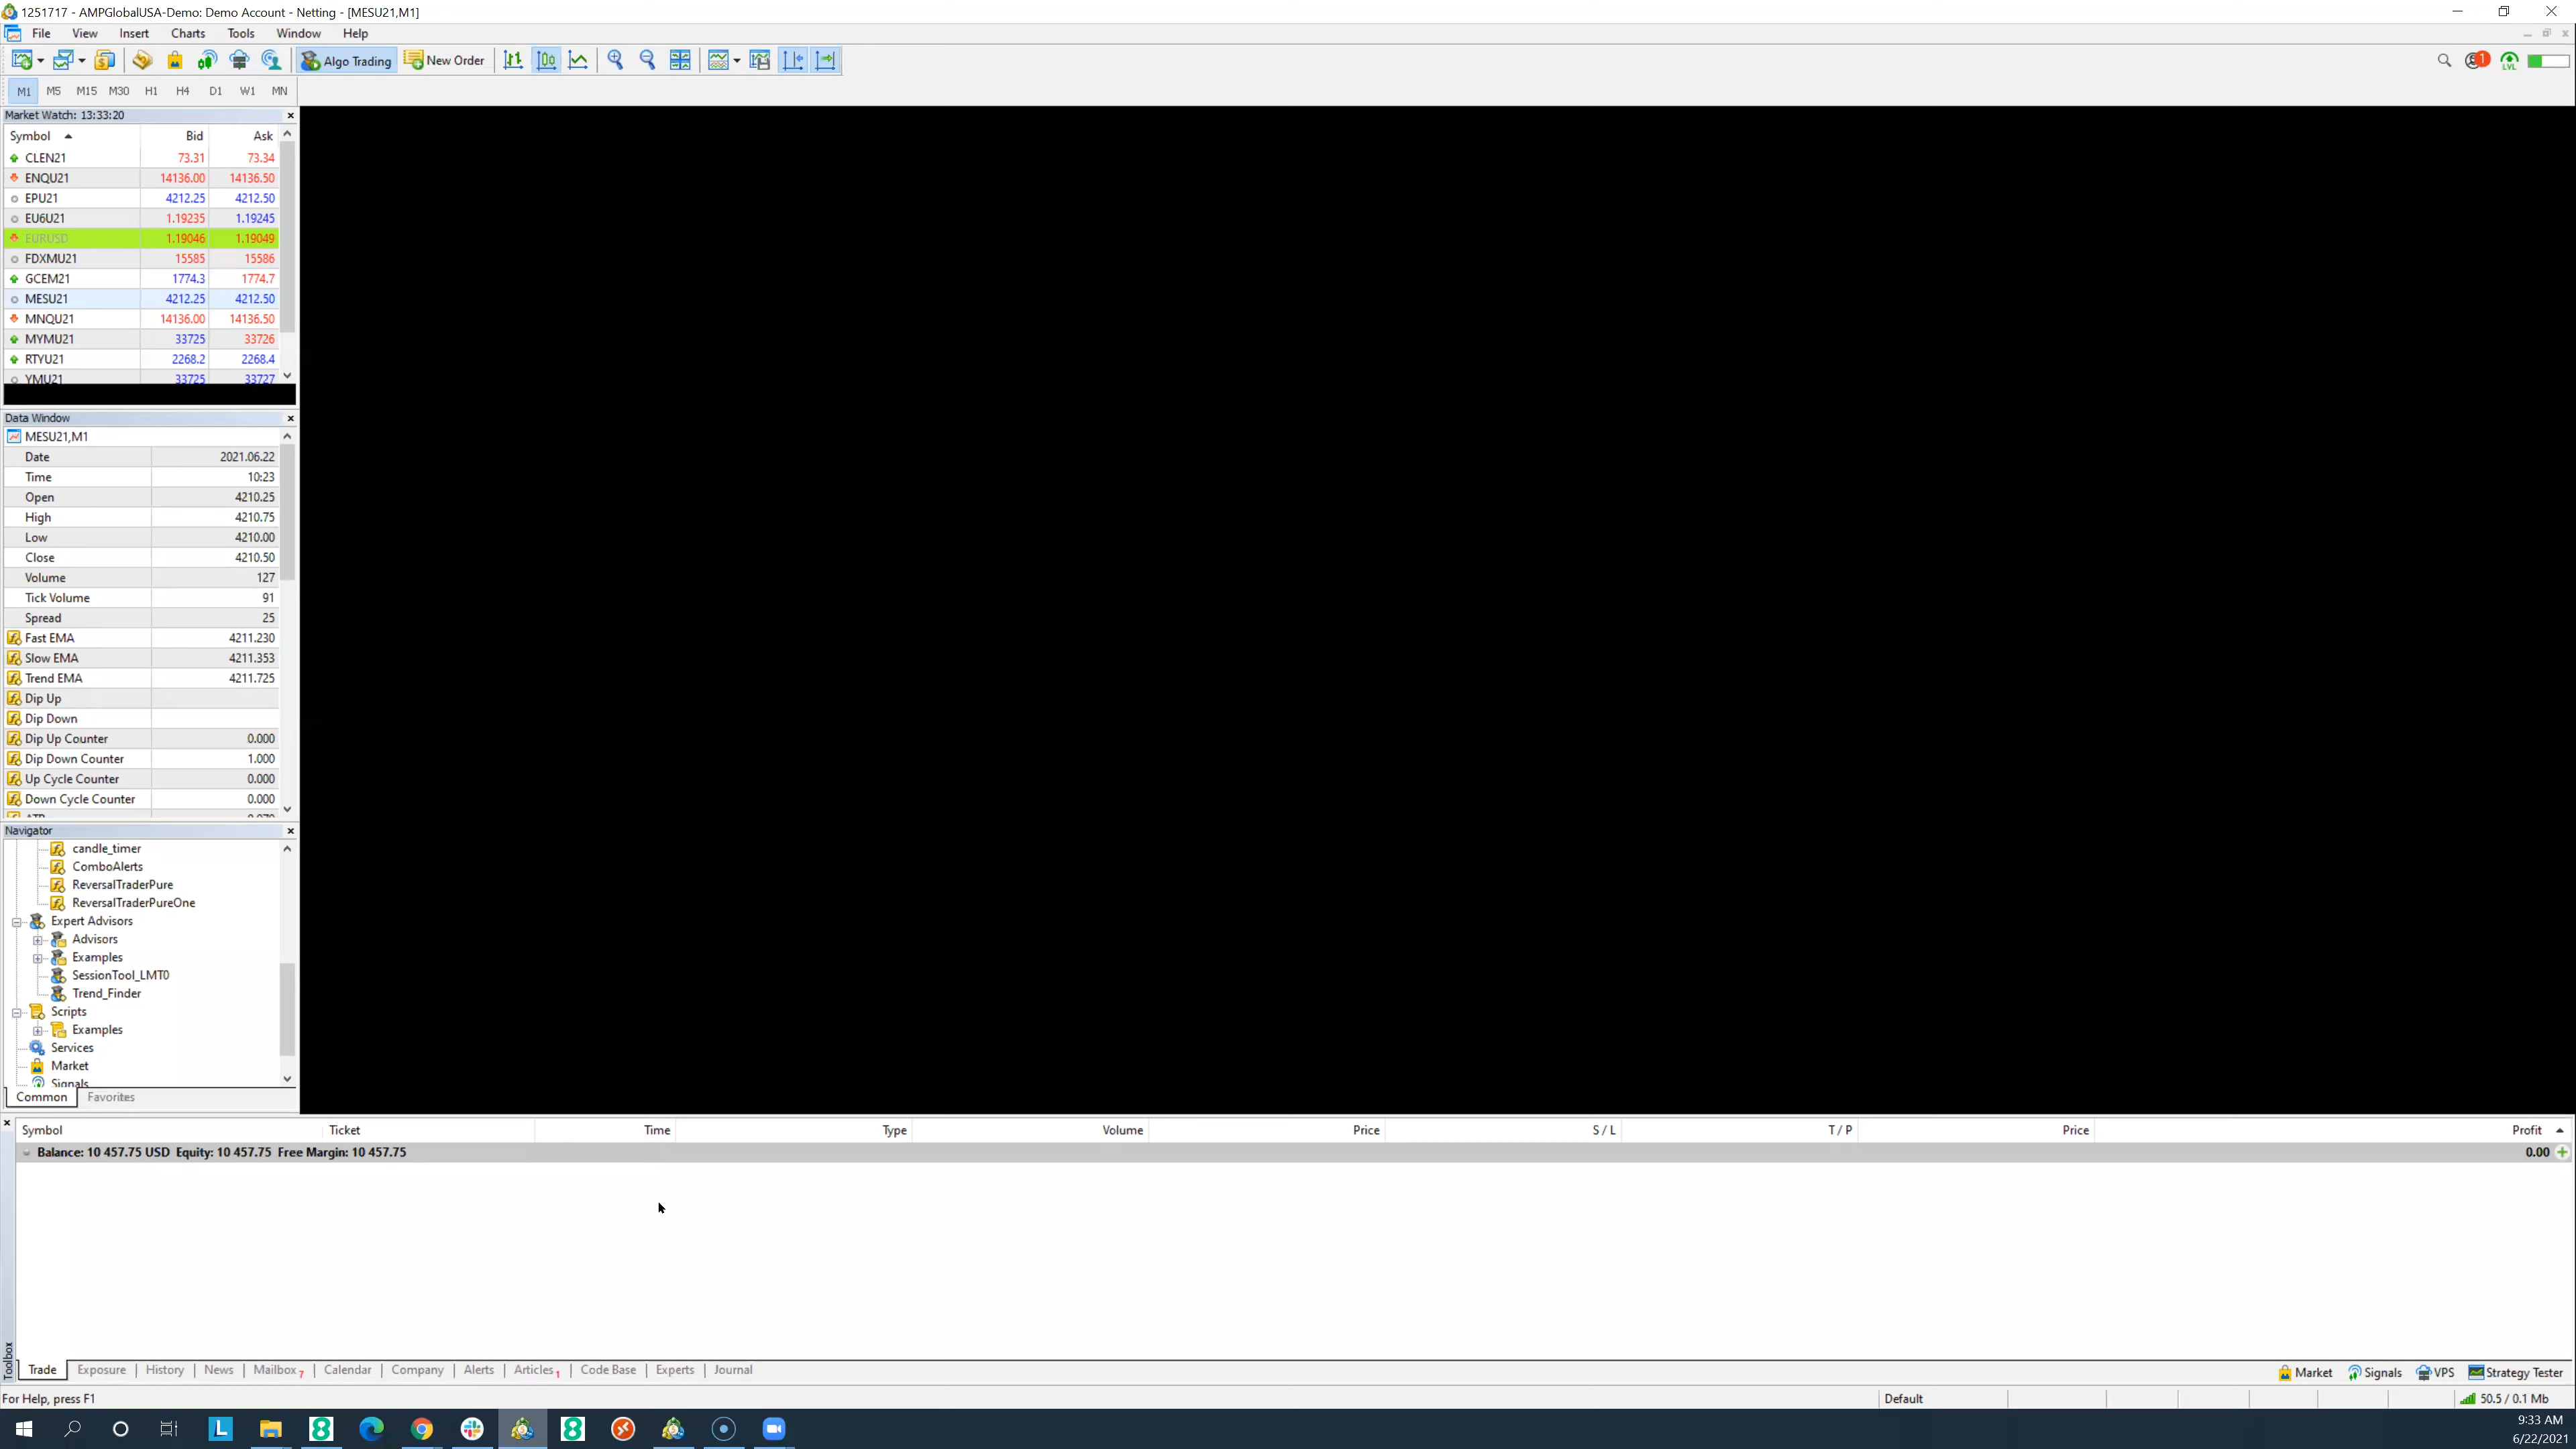 1251717 - AMPGlobalUSA-Demo: Demo Account - Netting - [MESU21,M1]
File View Insert Charts Tools Window Help
Algo Trading New Order 1 LVL
M1 M5 M15 M30 H1 H4 D1 W1 MN
Market Watch: 13:33:20
Symbol Bid Ask
CLEN21 73.31 73.34
ENQU21 14136.00 14136.50
EPU21 4212.25 4212.50
EU6U21 1.19235 1.19245
EURUSD 1.19046 1.19049
FDXMU21 15585 15586
GCEM21 1774.3 1774.7
MESU21 4212.25 4212.50
MNQU21 14136.00 14136.50
MYMU21 33725 33726
RTYU21 2268.2 2268.4
YMU21 33725 33727
Data Window
MESU21,M1
Date 2021.06.22
Time 10:23
Open 4210.25
High 4210.75
Low 4210.00
Close 4210.50
Volume 127
Tick Volume 91
Spread 25
Fast EMA 4211.230
Slow EMA 4211.353
Trend EMA 4211.725
Dip Up
Dip Down
Dip Up Counter 0.000
Dip Down Counter 1.000
Up Cycle Counter 0.000
Down Cycle Counter 0.000
Navigator
candle_timer
ComboAlerts
ReversalTraderPure
ReversalTraderPureOne
Expert Advisors
Advisors
Examples
SessionTool_LMT0
Trend_Finder
Scripts
Examples
Services
Market
Signals
Common Favorites
Symbol Ticket Time Type Volume Price S / L T / P Price Profit
Balance: 10 457.75 USD Equity: 10 457.75 Free Margin: 10 457.75 0.00
Toolbox
Trade Exposure History News Mailbox 7 Calendar Company Alerts Articles 1 Code Base Experts Journal Market Signals VPS Strategy Tester
For Help, press F1 Default 50.5 / 0.1 Mb
9:33 AM
6/22/2021